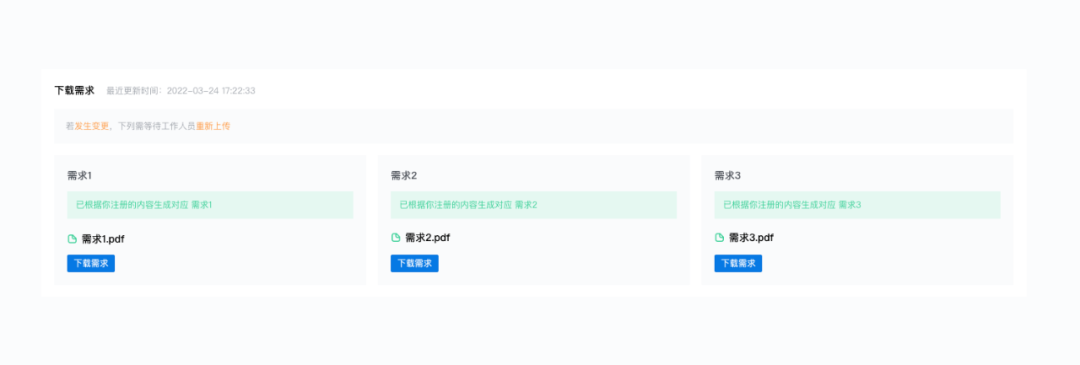 下载需求 最近更新时间：2022-03-24 17:22:33
若发生变更，下列需等待工作人员重新上传
需求1
已根据你注册的内容生成对应 需求1
需求1.pdf
下载需求
需求2
已根据你注册的内容生成对应 需求2
需求2.pdf
下载需求
需求3
已根据你注册的内容生成对应 需求3
需求3.pdf
下载需求